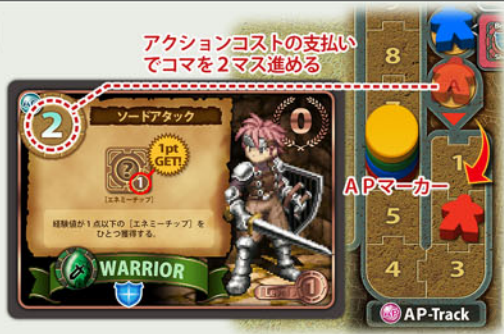 アクションコストの支払い
でコマを2マス進める
8
2
ソードアタック
0
1pt
GET!
?
1
[エネミーチップ]
経験値が1点以下の[エネミーチップ]を
ひとつ獲得する。
WARRIOR
1
APマーカー
1
5
4
3
AP-Track